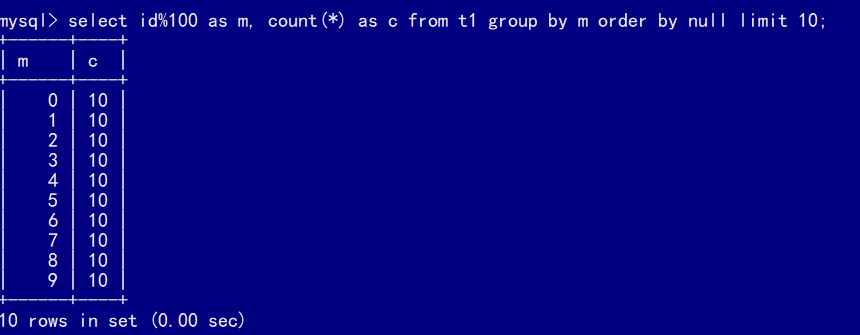 mysql> select id%100 as m, count(*) as c from t1 group by m order by null limit 10;
+------+----+
| m    | c  |
+------+----+
|    0 | 10 |
|    1 | 10 |
|    2 | 10 |
|    3 | 10 |
|    4 | 10 |
|    5 | 10 |
|    6 | 10 |
|    7 | 10 |
|    8 | 10 |
|    9 | 10 |
+------+----+
10 rows in set (0.00 sec)